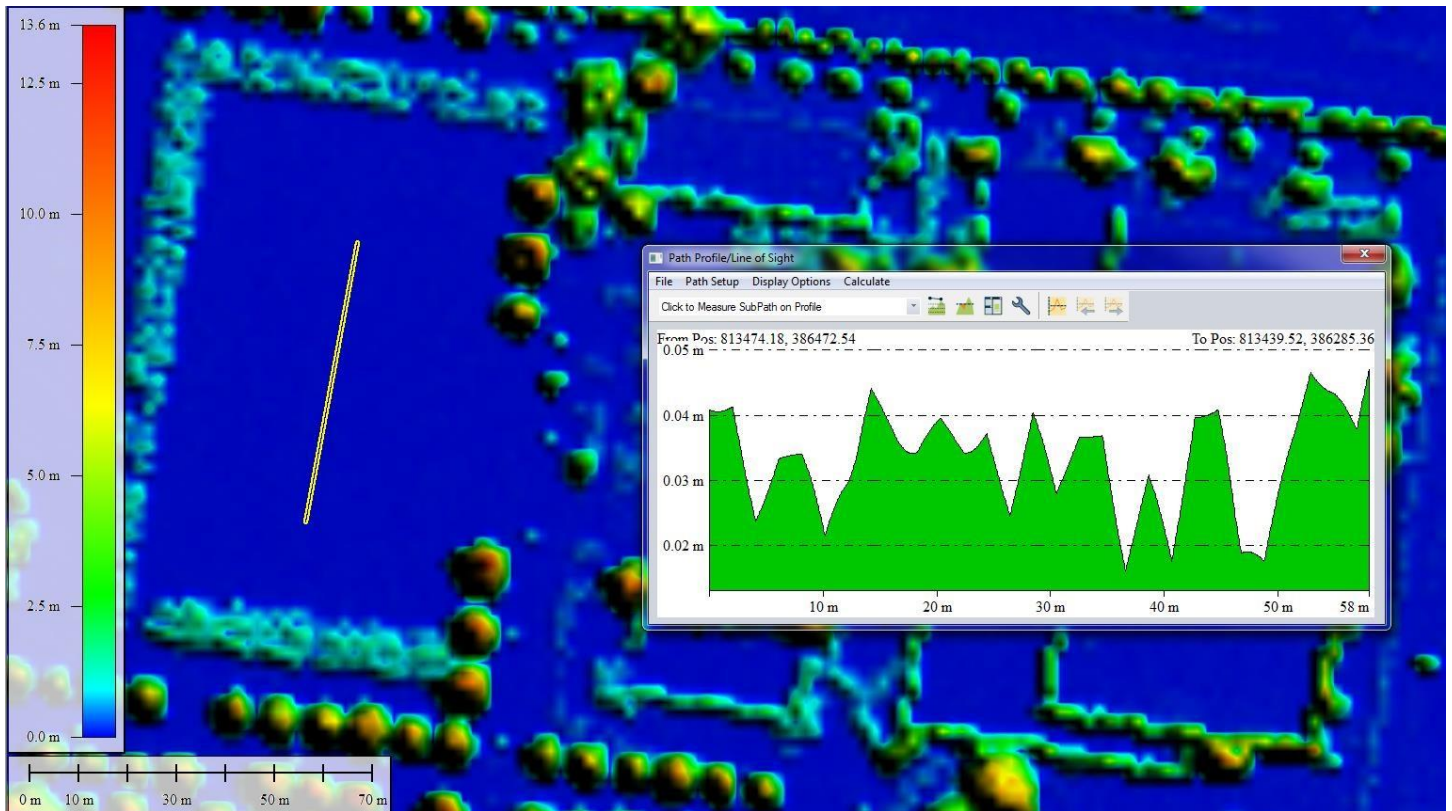 13.6 m
12.5 m
10.0 m
7.5 m
5.0 m
2.5 m
0.0 m
0 m 10 m 30 m 50 m 70 m
Path Profile/Line of Sight
File Path Setup Display Options Calculate
Click to Measure SubPath on Profile
From Pos: 813474.18, 386472.54 To Pos: 813439.52, 386285.36
0.05 m
0.04 m
0.03 m
0.02 m
10 m 20 m 30 m 40 m 50 m 58 m